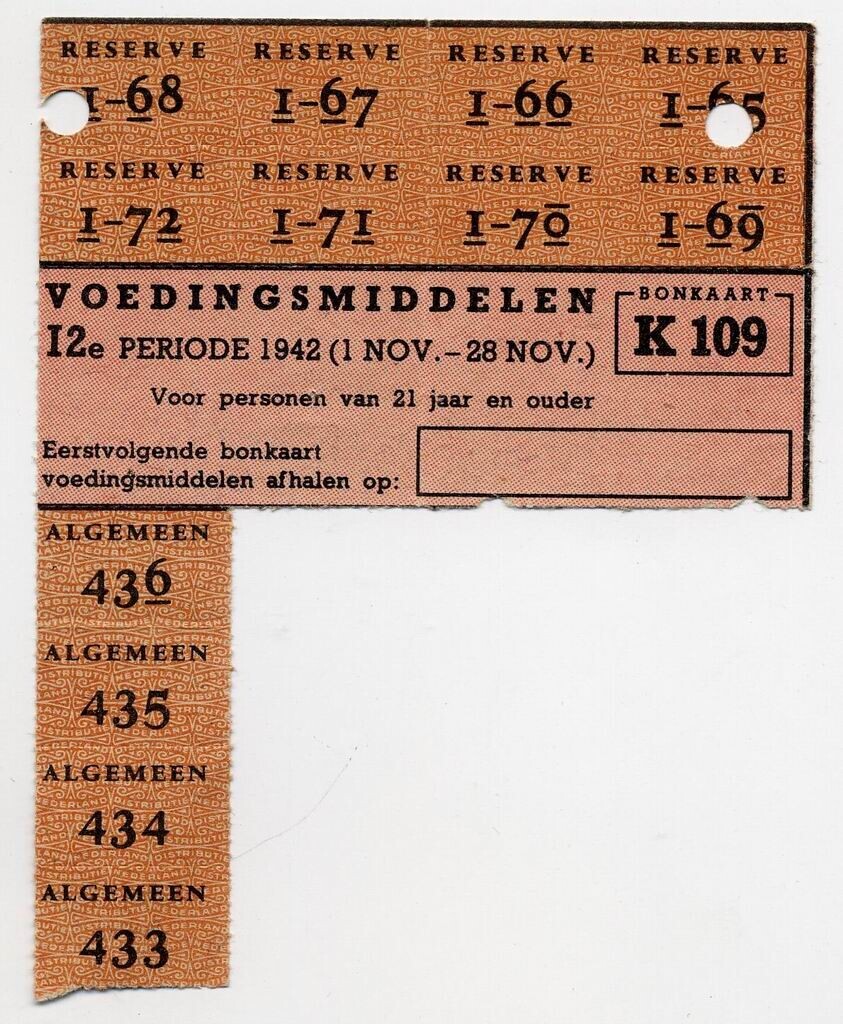 RESERVE RESERVE RESERVE RESERVE
I-68 I-67 I-66 I-65
RESERVE RESERVE RESERVE RESERVE
I-72 I-71 I-70 I-69
VOEDINGSMIDDELEN
BONKAART
K 109
12e PERIODE 1942 (1 NOV.-28 NOV.)
Voor personen van 21 jaar en ouder
Eerstvolgende bonkaart
voedingsmiddelen afhalen op:
ALGEMEEN
436
ALGEMEEN
435
ALGEMEEN
434
ALGEMEEN
433